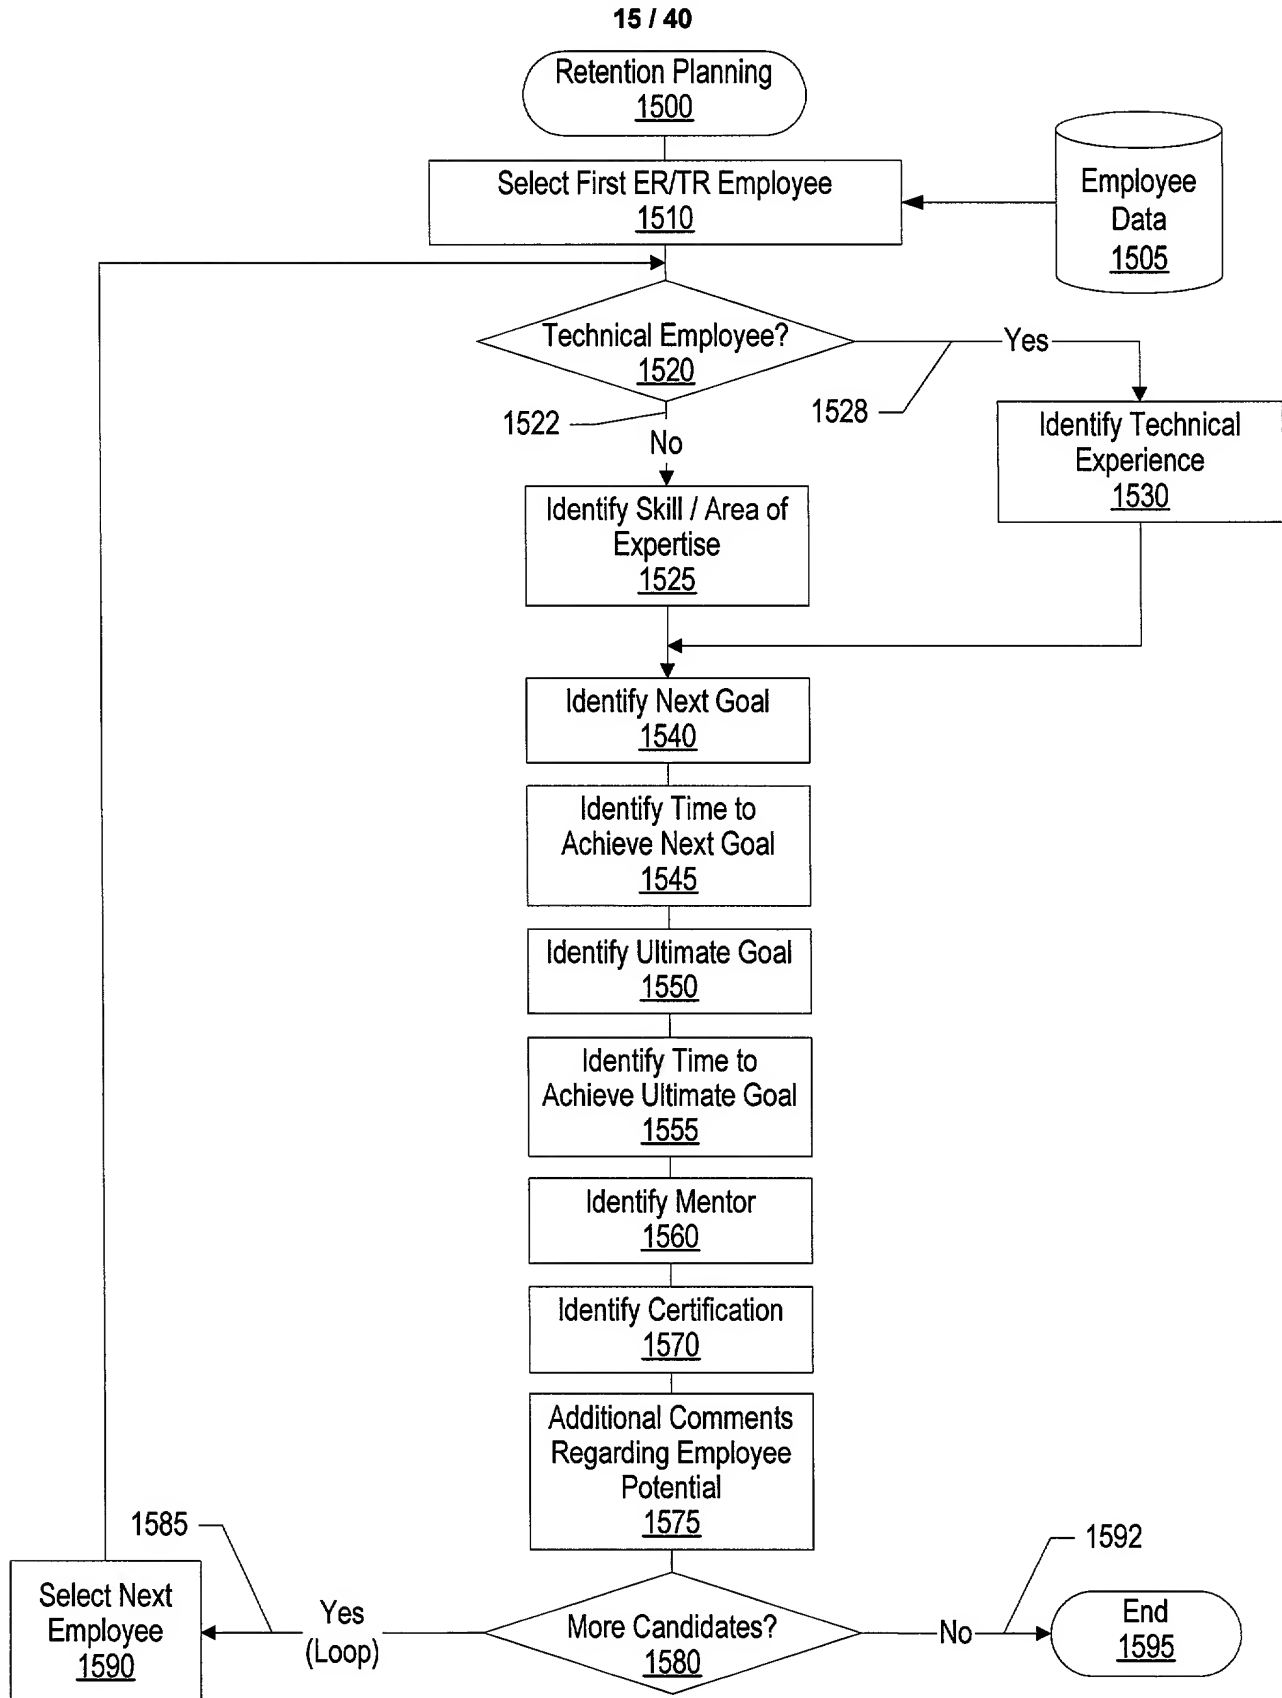 15 / 40
Retention Planning
1500
Select First ER/TR Employee
1510
Employee
Data
1505
Technical Employee?
1520
Yes
1528
1522
No
Identify Technical
Experience
1530
Identify Skill / Area of
Expertise
1525
Identify Next Goal
1540
Identify Time to
Achieve Next Goal
1545
Identify Ultimate Goal
1550
Identify Time to
Achieve Ultimate Goal
1555
Identify Mentor
1560
Identify Certification
1570
Additional Comments
Regarding Employee
Potential
1575
1585
1592
Select Next
Employee
1590
Yes
(Loop)
More Candidates?
1580
No
End
1595